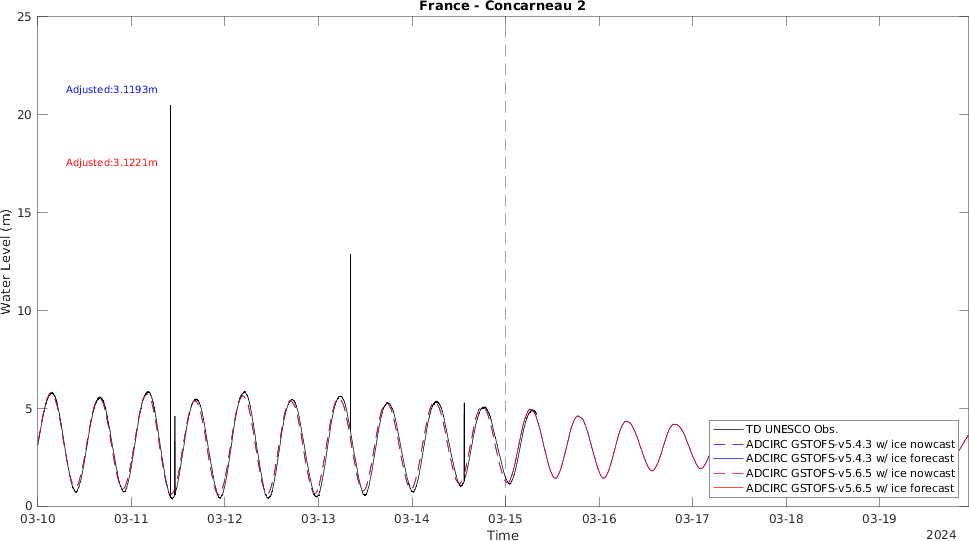 France - Concarneau 2
25
20
15
10
5
0
Water Level (m)
Adjusted:3.1193m
Adjusted:3.1221m
TD UNESCO Obs.
ADCIRC GSTOFS-v5.4.3 w/ ice nowcast
ADCIRC GSTOFS-v5.4.3 w/ ice forecast
ADCIRC GSTOFS-v5.6.5 w/ ice nowcast
ADCIRC GSTOFS-v5.6.5 w/ ice forecast
03-10 03-11 03-12 03-13 03-14 03-15 03-16 03-17 03-18 03-19
Time
2024